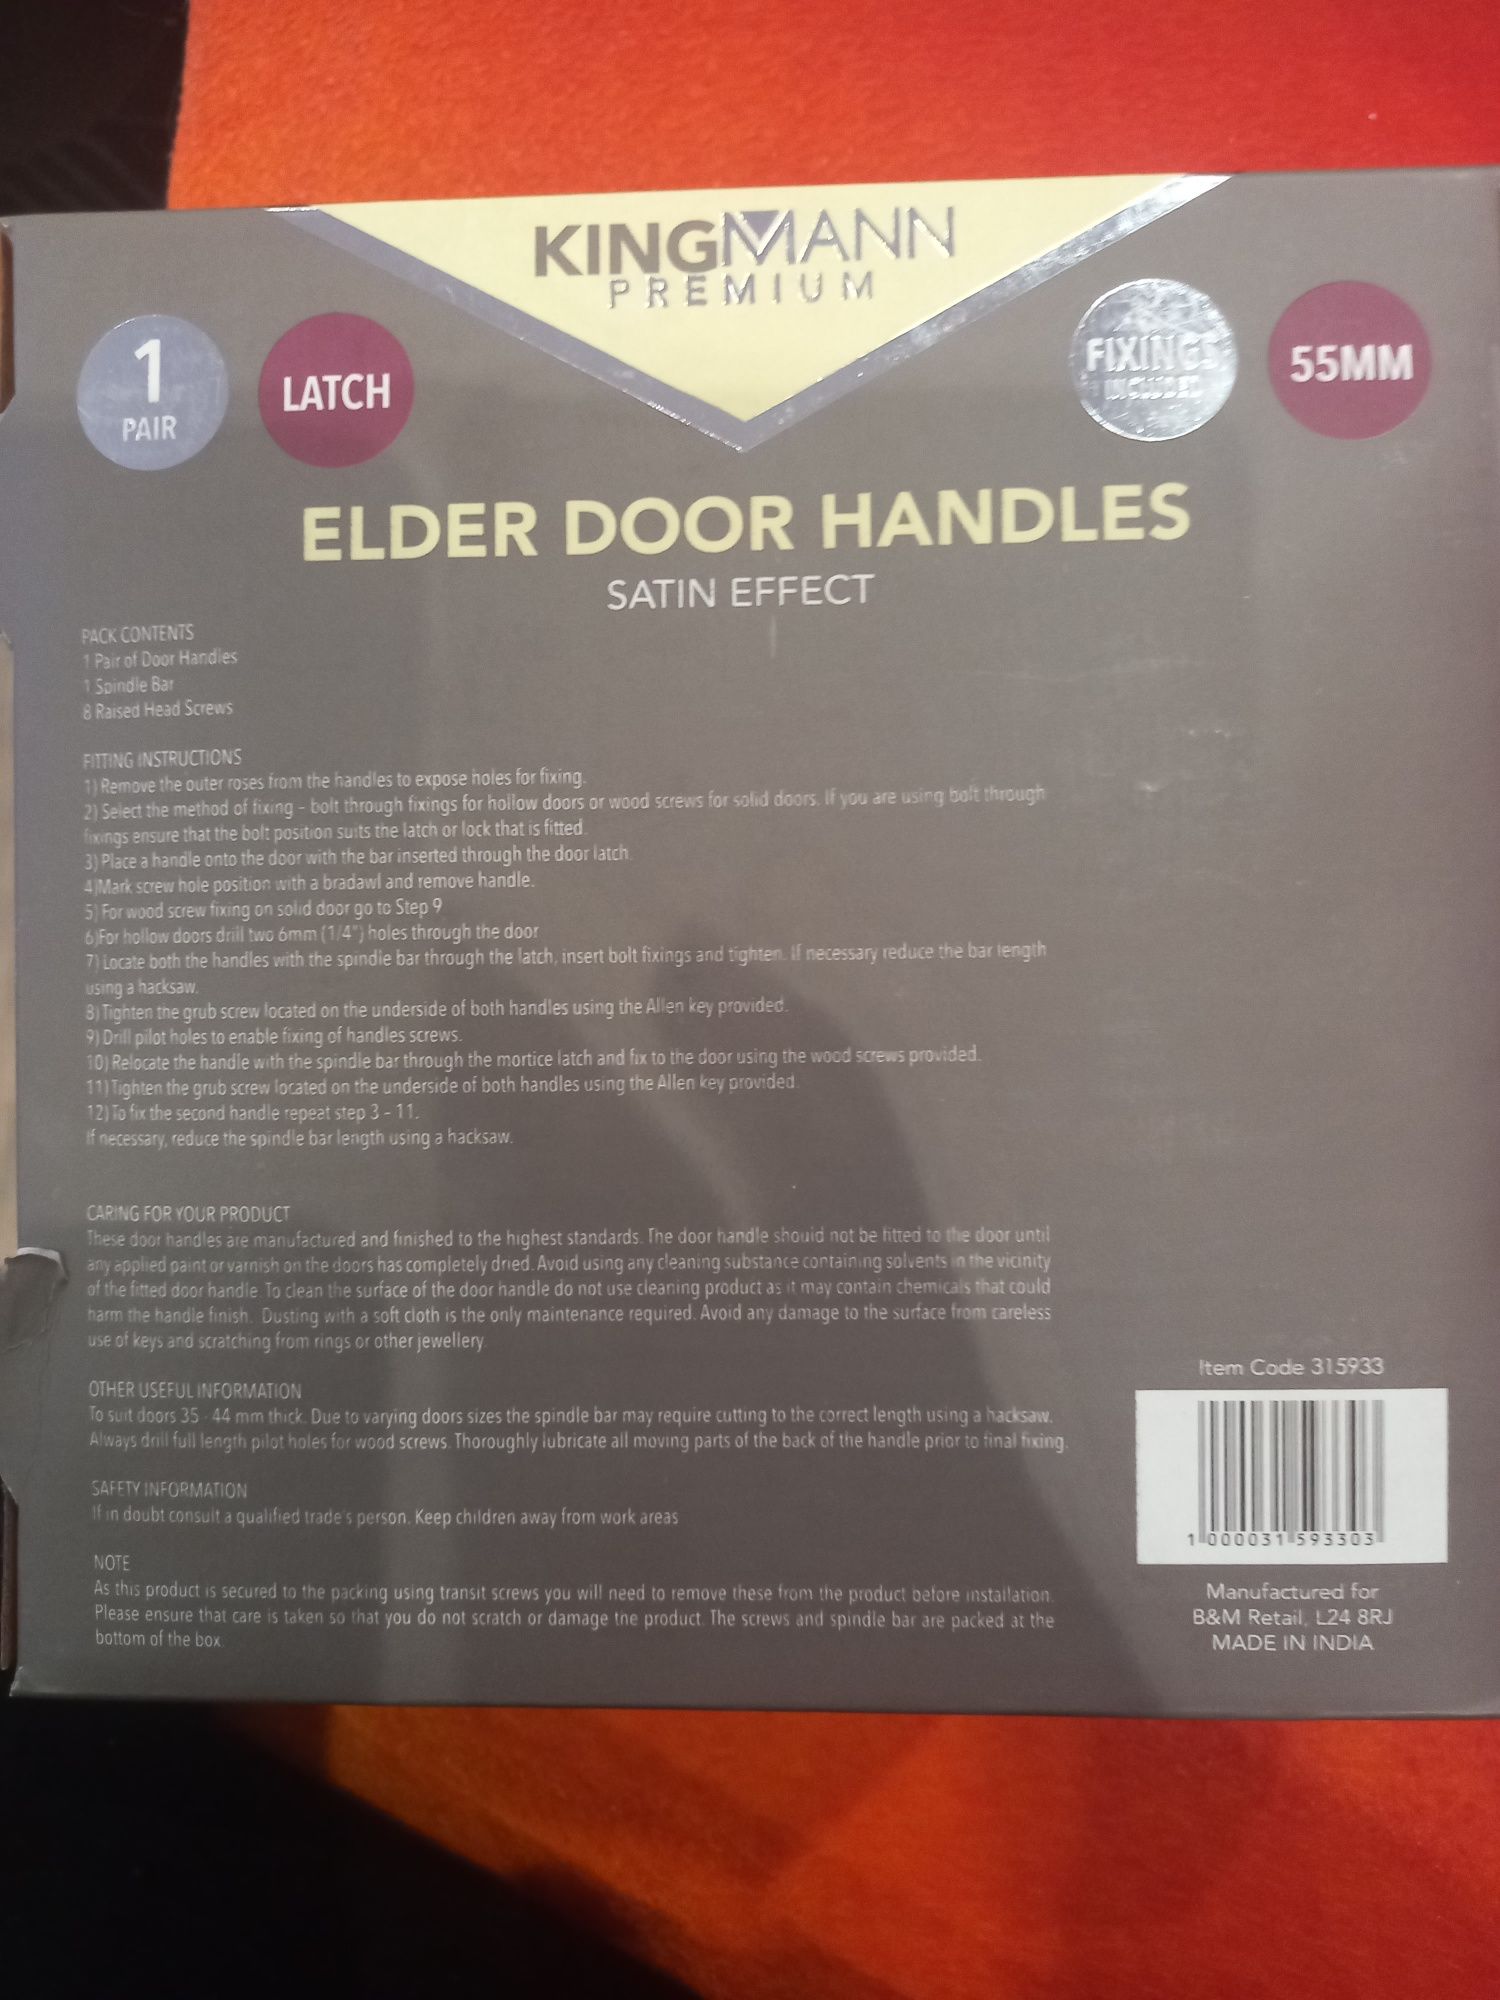 KINGMANN
PREMIUM
1
PAIR
LATCH
FIXINGS
INCLUDED
55MM
ELDER DOOR HANDLES
SATIN EFFECT
PACK CONTENTS
1 Pair of Door Handles
1 Spindle Bar
8 Raised Head Screws
FITTING INSTRUCTIONS
1) Remove the outer roses from the handles to expose holes for fixing.
2) Select the method of fixing - bolt through fixings for hollow doors or wood screws for solid doors. If you are using bolt through
fixings ensure that the bolt position suits the latch or lock that is fitted.
3) Place a handle onto the door with the bar inserted through the door latch.
4)Mark screw hole position with a bradawl and remove handle.
5) For wood screw fixing on solid door go to Step 9
6)For hollow doors drill two 6mm (1/4") holes through the door
7) Locate both the handles with the spindle bar through the latch, insert bolt fixings and tighten. If necessary reduce the bar length
using a hacksaw.
8) Tighten the grub screw located on the underside of both handles using the Allen key provided.
9) Drill pilot holes to enable fixing of handles screws.
10) Relocate the handle with the spindle bar through the mortice latch and fix to the door using the wood screws provided.
11) Tighten the grub screw located on the underside of both handles using the Allen key provided.
12) To fix the second handle repeat step 3 - 11.
If necessary, reduce the spindle bar length using a hacksaw.
CARING FOR YOUR PRODUCT
These door handles are manufactured and finished to the highest standards. The door handle should not be fitted to the door until
any applied paint or varnish on the doors has completely dried. Avoid using any cleaning substance containing solvents in the vicinity
of the fitted door handle. To clean the surface of the door handle do not use cleaning product as it may contain chemicals that could
harm the handle finish. Dusting with a soft cloth is the only maintenance required. Avoid any damage to the surface from careless
use of keys and scratching from rings or other jewellery.
OTHER USEFUL INFORMATION
To suit doors 35 - 44 mm thick. Due to varying doors sizes the spindle bar may require cutting to the correct length using a hacksaw.
Always drill full length pilot holes for wood screws. Thoroughly lubricate all moving parts of the back of the handle prior to final fixing.
SAFETY INFORMATION
If in doubt consult a qualified trade's person. Keep children away from work areas
NOTE
As this product is secured to the packing using transit screws you will need to remove these from the product before installation.
Please ensure that care is taken so that you do not scratch or damage the product. The screws and spindle bar are packed at the
bottom of the box.
Item Code 315933
1 000031 593303
Manufactured for
B&M Retail, L24 8RJ
MADE IN INDIA